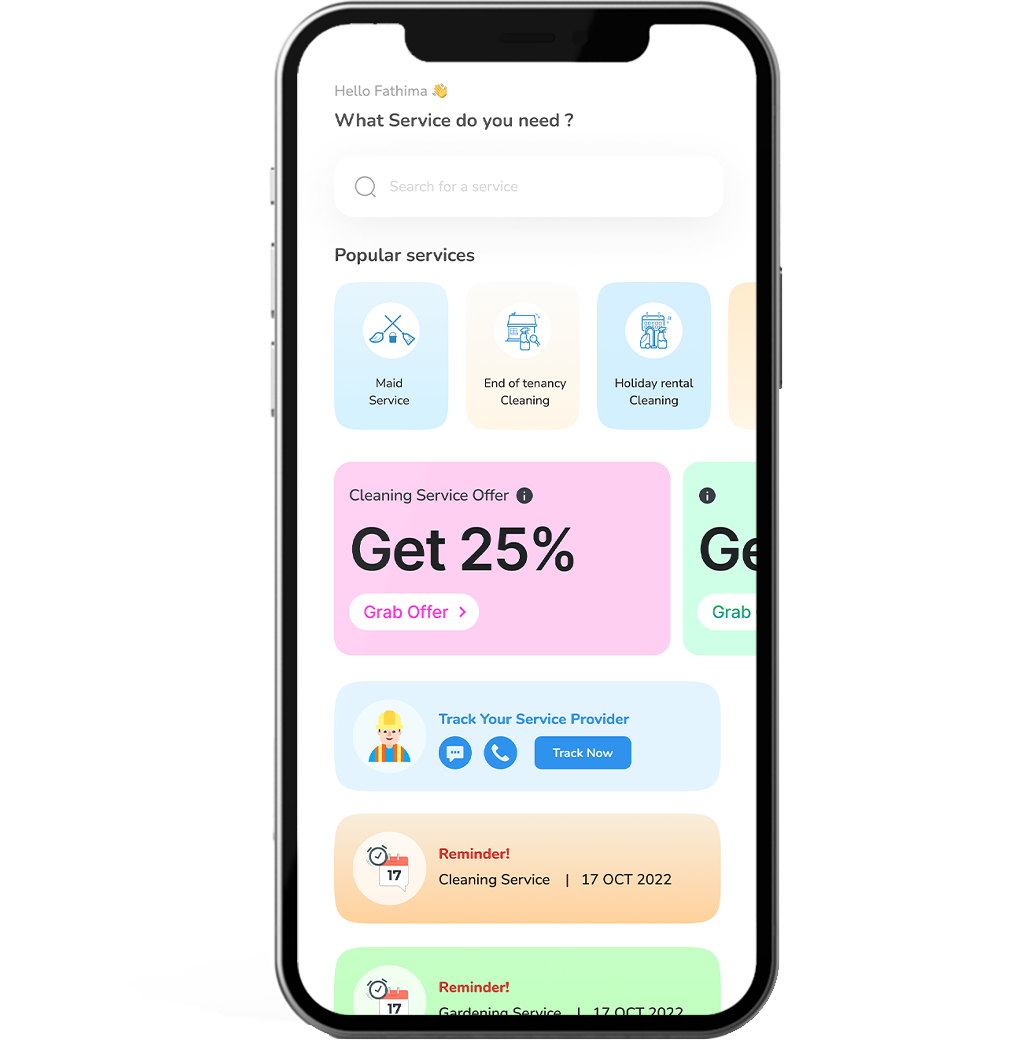 Hello Fathima 👋
What Service do you need ?
Search for a service
Popular services
Maid
Service
End of tenancy
Cleaning
Holiday rental
Cleaning
Cleaning Service Offer
Get 25%
Grab Offer >
Ge
Grab
Track Your Service Provider
Track Now
Reminder!
17
Cleaning Service | 17 OCT 2022
Reminder!
17
Gardening Service | 17 OCT 2022